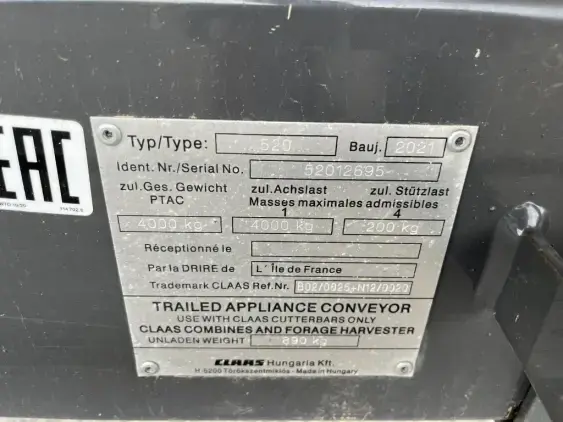 EAC
Typ/Type: 520 Bauj. 2021
Ident. Nr./Serial No. 52012695
zul. Ges. Gewicht zul. Achslast zul. Stützlast
PTAC Masses maximales admissibles
1 4
4000 kg 4000 kg 200 kg
Réceptionné le
Par la DRIRE de L' Île de France
Trademark CLAAS Ref.Nr.
TRAILED APPLIANCE CONVEYOR
USE WITH CLAAS CUTTERBARS ONLY
CLAAS COMBINES AND FORAGE HARVESTER
UNLADEN WEIGHT 890 kg
CLAAS Hungaria Kft.
H-5200 Törökszentmiklós - Made in Hungary